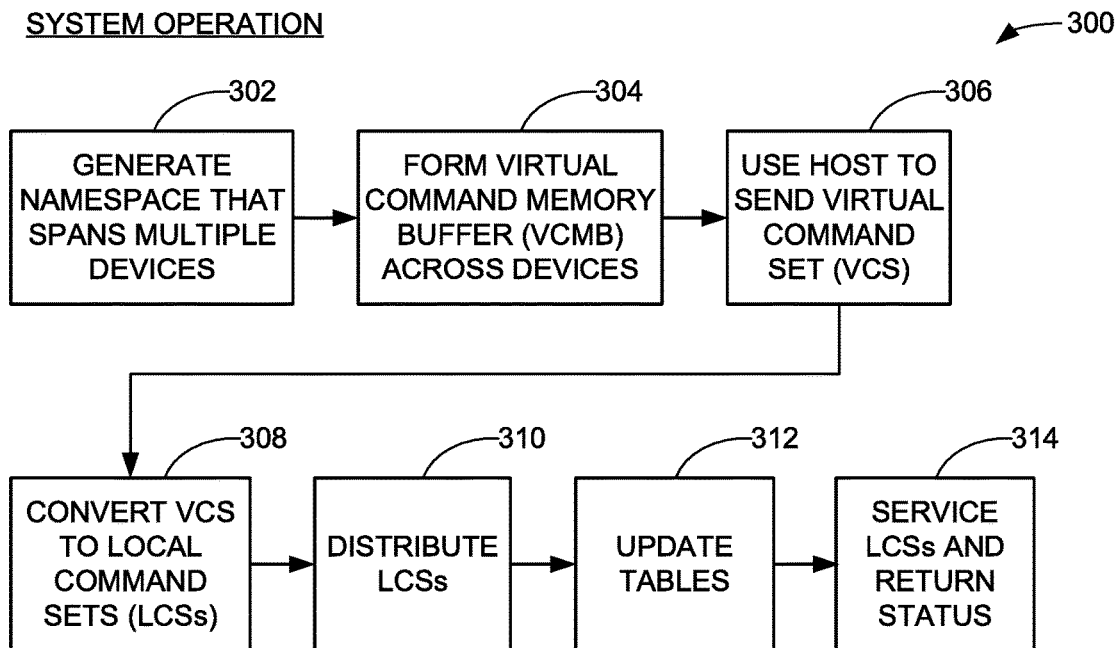 SYSTEM OPERATION
300
302
GENERATE
NAMESPACE THAT
SPANS MULTIPLE
DEVICES
304
FORM VIRTUAL
COMMAND MEMORY
BUFFER (VCMB)
ACROSS DEVICES
306
USE HOST TO
SEND VIRTUAL
COMMAND
SET (VCS)
308
CONVERT VCS
TO LOCAL
COMMAND
SETS (LCSs)
310
DISTRIBUTE
LCSs
312
UPDATE
TABLES
314
SERVICE
LCSs AND
RETURN
STATUS